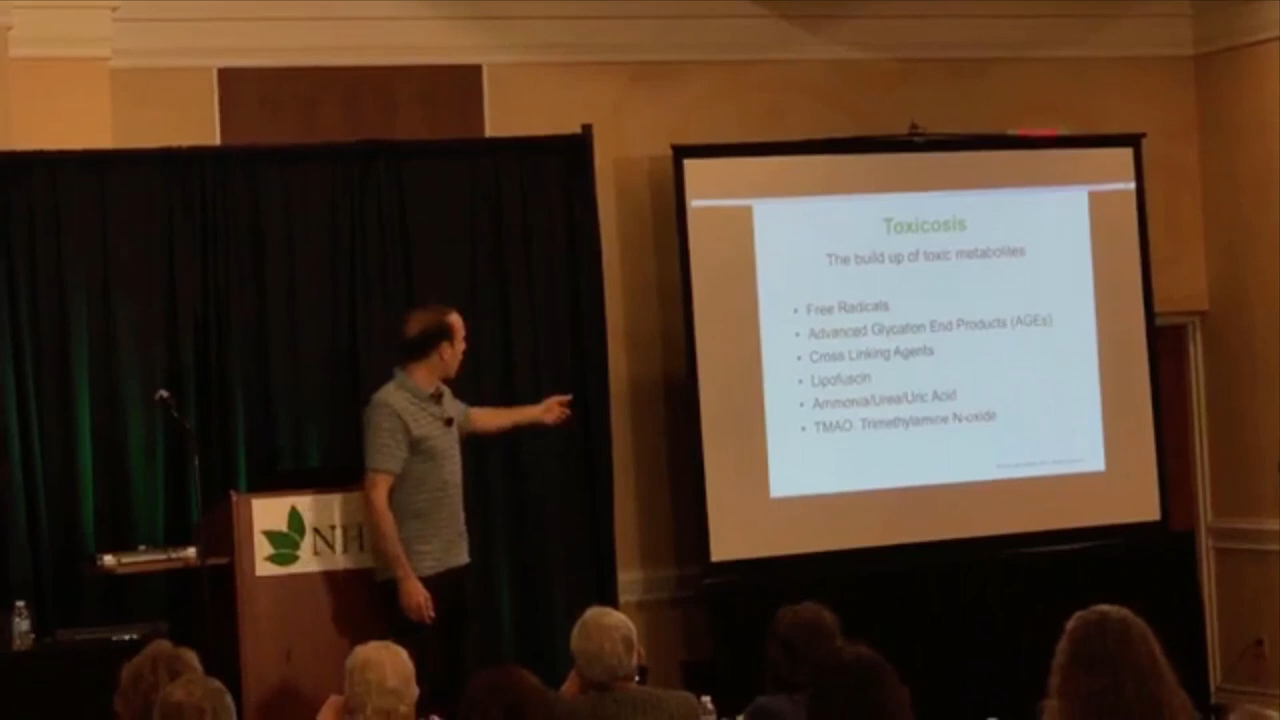 Toxicosis
The build up of toxic metabolites
• Free Radicals
• Advanced Glycation End Products (AGEs)
• Cross Linking Agents
• Lipofuscin
• Ammonia/Urea/Uric Acid
• TMAO. Trimethylamine N-oxide
NH